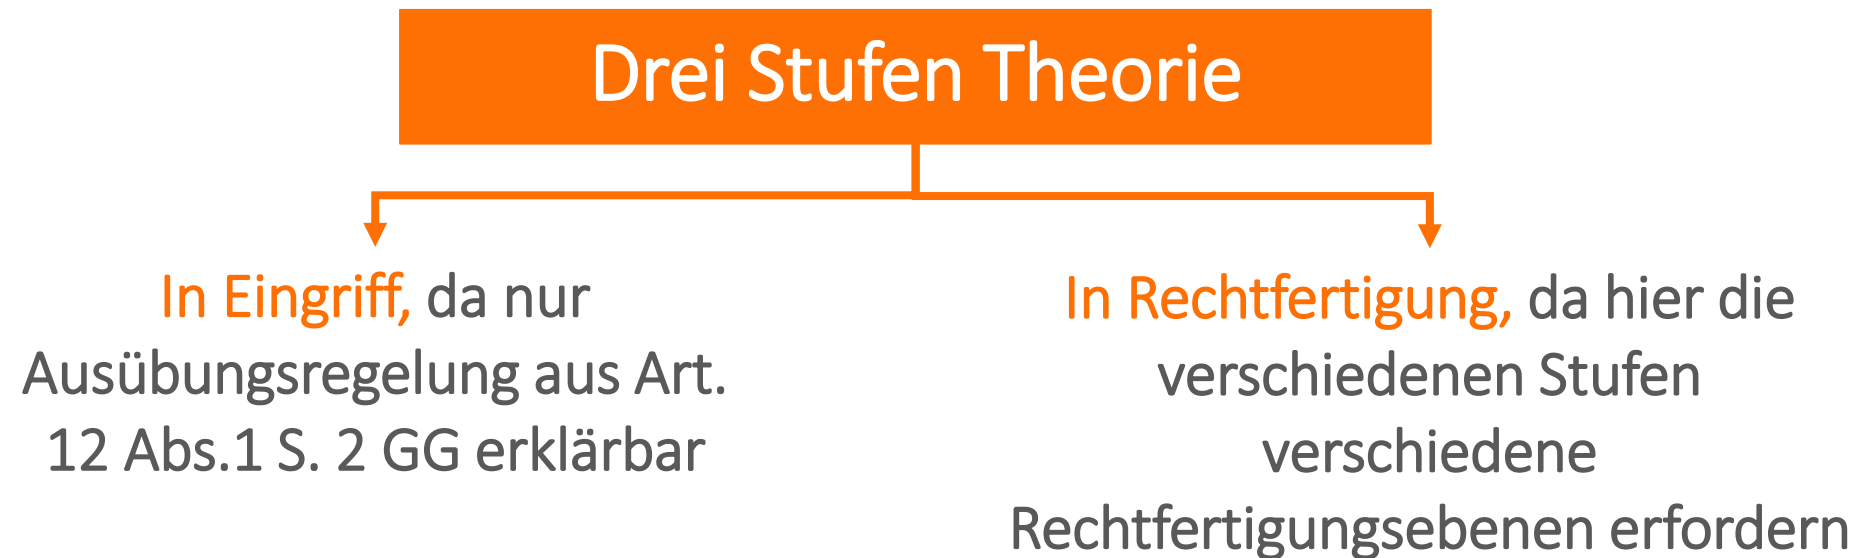 Drei Stufen Theorie
In Eingriff, da nur
Ausübungsregelung aus Art.
12 Abs.1 S. 2 GG erklärbar
In Rechtfertigung, da hier die
verschiedenen Stufen
verschiedene
Rechtfertigungsebenen erfordern